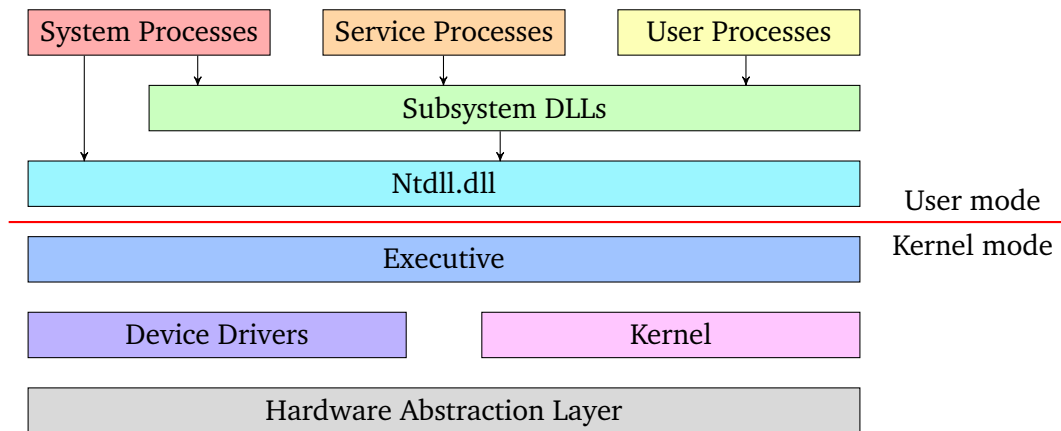 System Processes
Service Processes
User Processes
Subsystem DLLs
Ntdll.dll
User mode
Kernel mode
Executive
Device Drivers
Kernel
Hardware Abstraction Layer